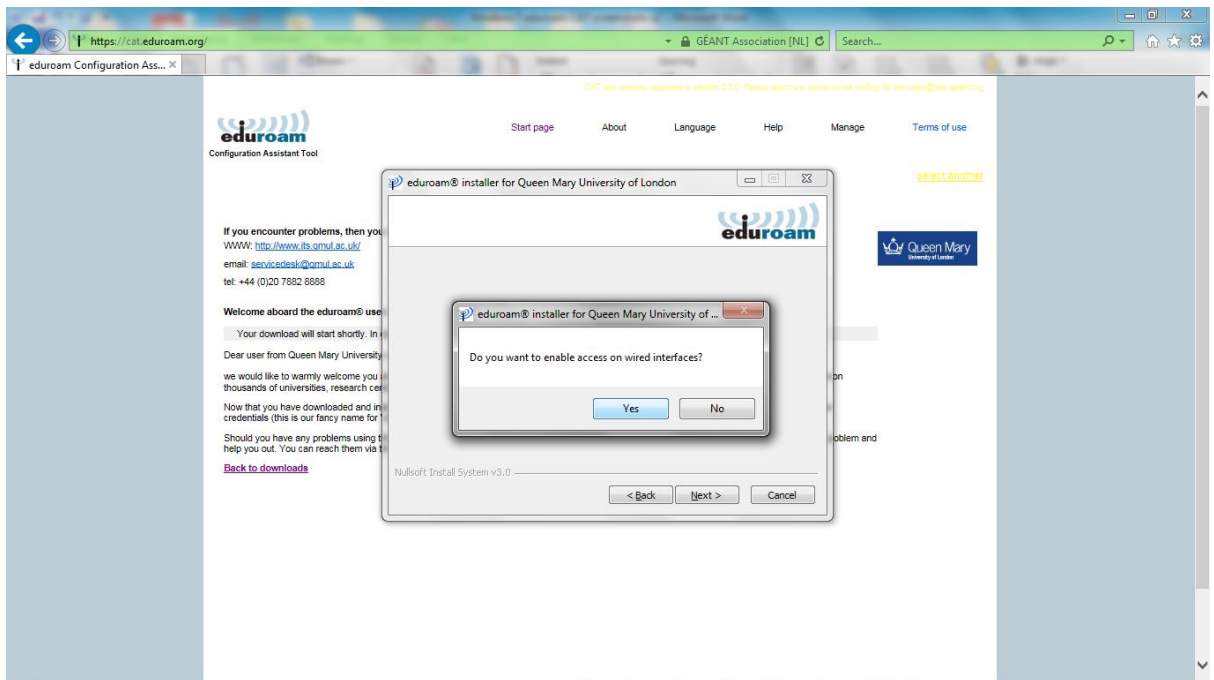 https://cat.eduroam.org/
GÉANT Association [NL]
Search...
eduroam Configuration Ass...
eduroam
Configuration Assistant Tool
Start page About Language Help Manage Terms of use
select another
If you encounter problems, then you
WWW: http://www.its.qmul.ac.uk/
email: servicedesk@qmul.ac.uk
tel: +44 (0)20 7882 8888
Queen Mary
University of London
Welcome aboard the eduroam® use
Your download will start shortly. In
Dear user from Queen Mary University
we would like to warmly welcome you
on
thousands of universities, research cen
Now that you have downloaded and in
credentials (this is our fancy name for
Should you have any problems using t
oblem and
help you out. You can reach them via t
Back to downloads
eduroam® installer for Queen Mary University of London
eduroam
eduroam® installer for Queen Mary University of ...
Do you want to enable access on wired interfaces?
Yes No
Nullsoft Install System v3.0
< Back Next > Cancel